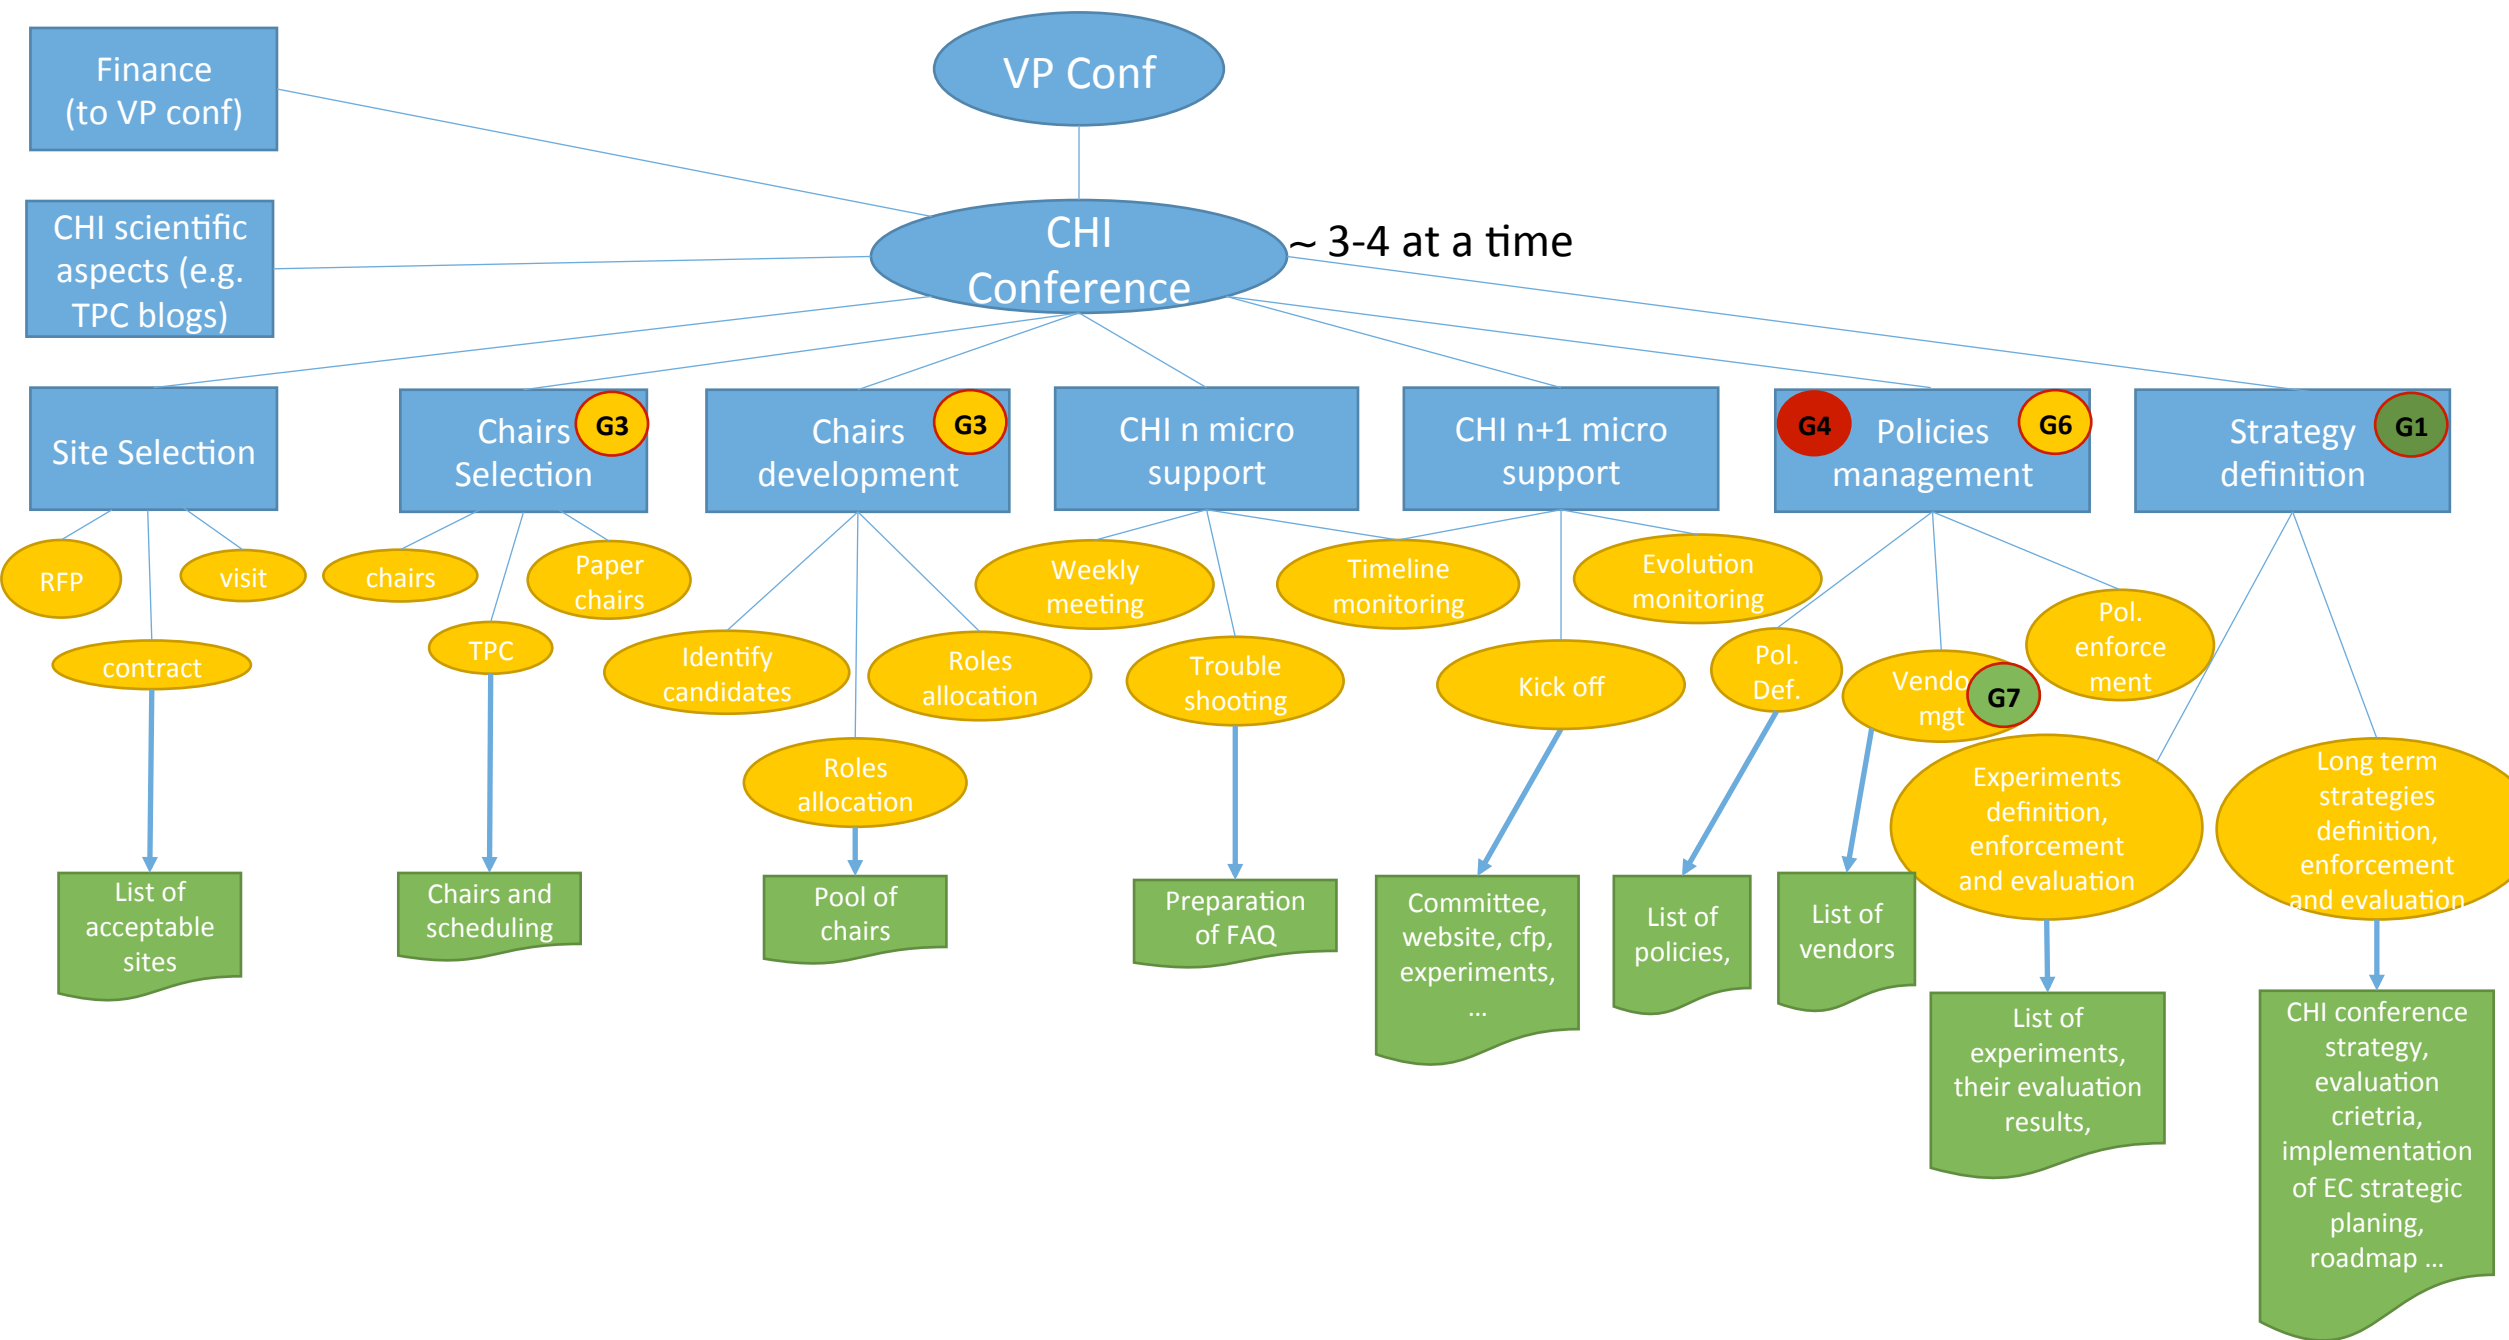 Finance
(to VP conf)
VP Conf
CHI scientific
aspects (e.g.
TPC blogs)
CHI
Conference
~ 3-4 at a time
Site Selection
Chairs
Selection
G3
Chairs
development
G3
CHI n micro
support
CHI n+1 micro
support
G4
Policies
management
G6
Strategy
definition
G1
RFP
visit
contract
chairs
Paper
chairs
TPC
Identify
candidates
Roles
allocation
Roles
allocation
Weekly
meeting
Timeline
monitoring
Evolution
monitoring
Trouble
shooting
Kick off
Pol.
Def.
Vendo
mgt
G7
Pol.
enforce
ment
Experiments
definition,
enforcement
and evaluation
Long term
strategies
definition,
enforcement
and evaluation
List of
acceptable
sites
Chairs and
scheduling
Pool of
chairs
Preparation
of FAQ
Committee,
website, cfp,
experiments,
...
List of
policies,
List of
vendors
List of
experiments,
their evaluation
results,
CHI conference
strategy,
evaluation
crietria,
implementation
of EC strategic
planing,
roadmap ...